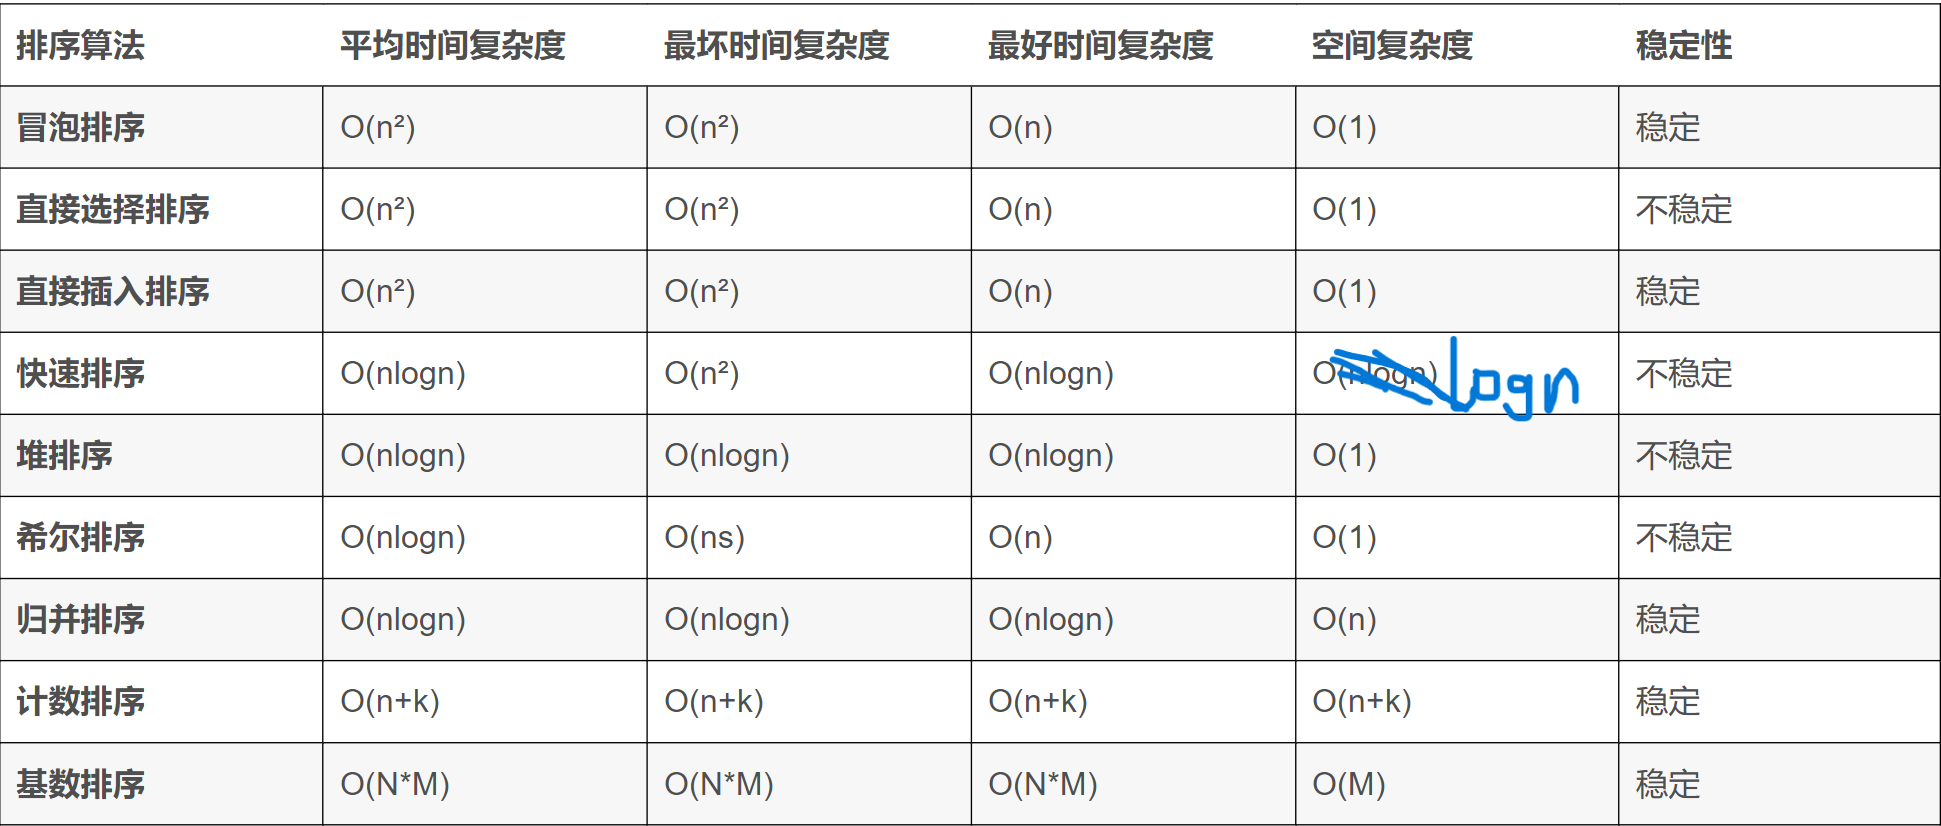 排序算法 平均时间复杂度 最坏时间复杂度 最好时间复杂度 空间复杂度 稳定性
冒泡排序 O(n²) O(n²) O(n) O(1) 稳定
直接选择排序 O(n²) O(n²) O(n) O(1) 不稳定
直接插入排序 O(n²) O(n²) O(n) O(1) 稳定
快速排序 O(nlogn) O(n²) O(nlogn) O(nlogn) logn 不稳定
堆排序 O(nlogn) O(nlogn) O(nlogn) O(1) 不稳定
希尔排序 O(nlogn) O(ns) O(n) O(1) 不稳定
归并排序 O(nlogn) O(nlogn) O(nlogn) O(n) 稳定
计数排序 O(n+k) O(n+k) O(n+k) O(n+k) 稳定
基数排序 O(N*M) O(N*M) O(N*M) O(M) 稳定